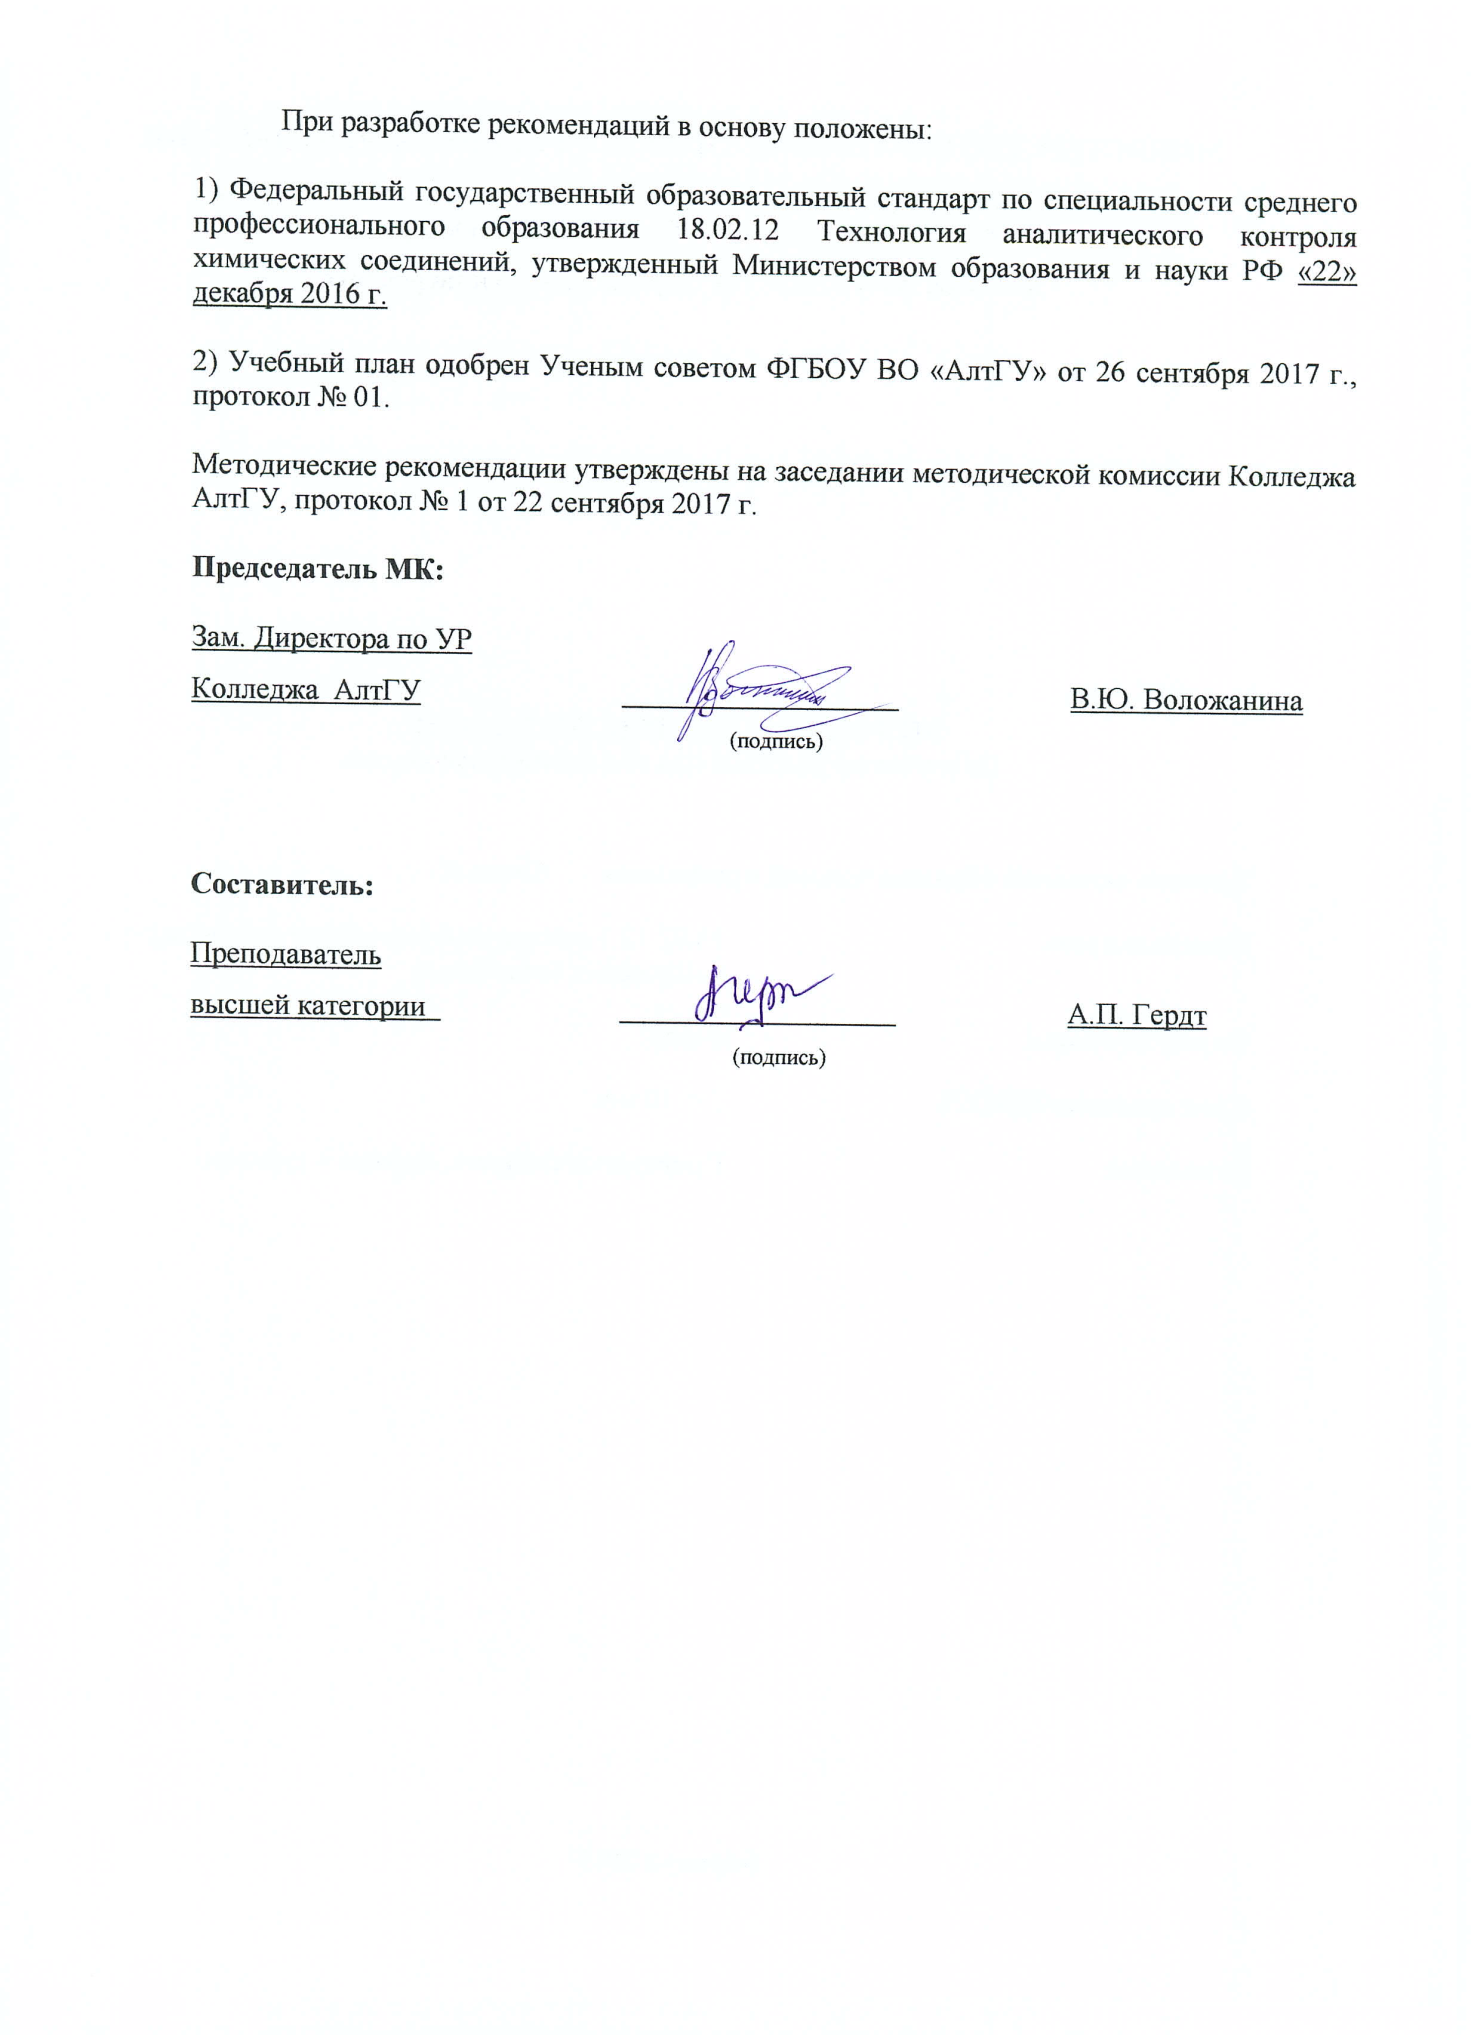 При разработке рекомендаций в основу положены:
1) Федеральный государственный образовательный стандарт по специальности среднего
профессионального образования 18.02.12 Технология аналитического контроля
химических соединений, утвержденный Министерством образования и науки РФ «22»
декабря 2016 г.
2) Учебный план одобрен Ученым советом ФГБОУ ВО «АлтГУ» от 26 сентября 2017 г.,
протокол № 01.
Методические рекомендации утверждены на заседании методической комиссии Колледжа
АлтГУ, протокол № 1 от 22 сентября 2017 г.
Председатель МК:
Зам. Директора по УР
Колледжа АлтГУ В.Ю. Воложанина
(подпись)
Составитель:
Преподаватель
высшей категории А.П. Гердт
(подпись)